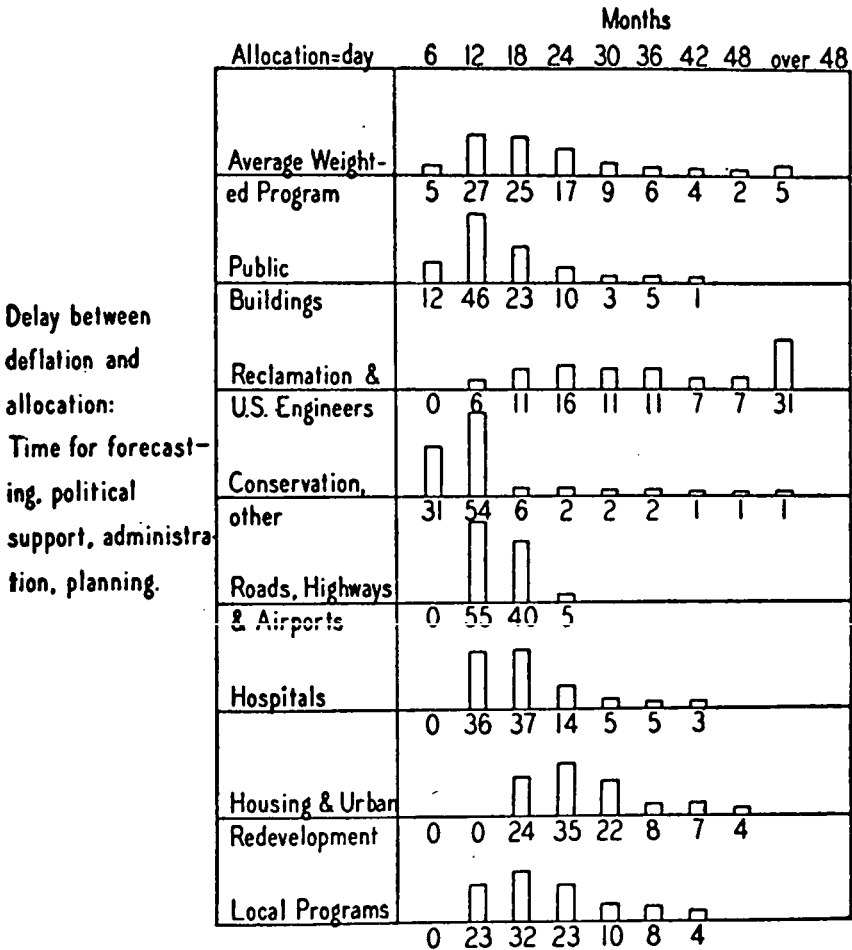 Months
Allocation=day 6 12 18 24 30 36 42 48 over 48
Average Weight-
ed Program 5 27 25 17 9 6 4 2 5
Public
Buildings 12 46 23 10 3 5 1
Reclamation &
U.S. Engineers 0 6 11 16 11 11 7 7 31
Conservation,
other 31 54 6 2 2 2 1 1 1
Roads, Highways
& Airports 0 55 40 5
Hospitals
0 36 37 14 5 5 3
Housing & Urban
Redevelopment 0 0 24 35 22 8 7 4
Local Programs
0 23 32 23 10 8 4
Delay between
deflation and
allocation:
Time for forecast-
ing, political
support, administra-
tion, planning.